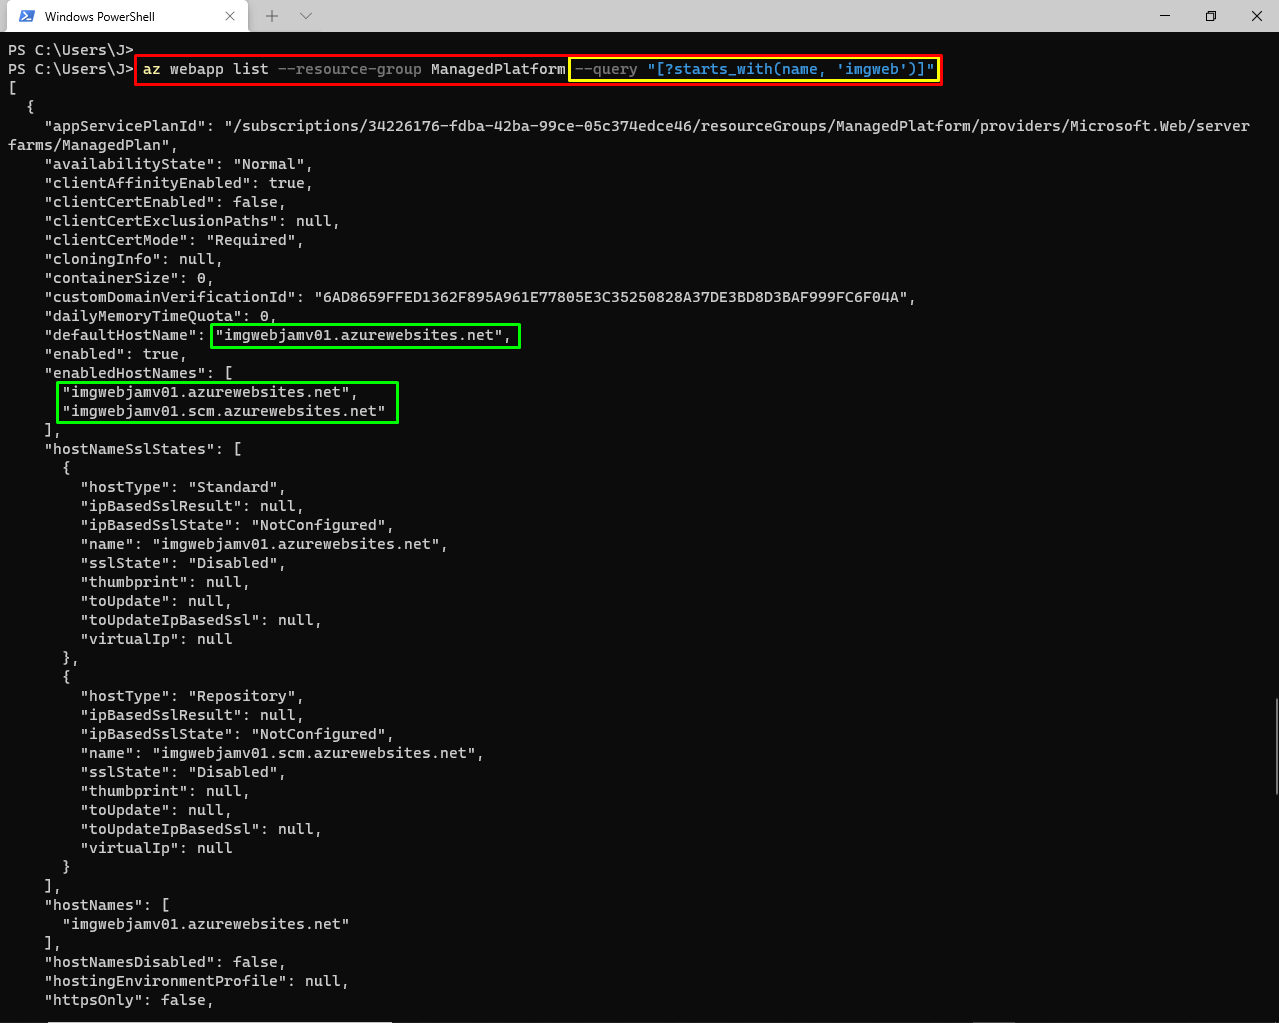 Windows PowerShell
PS C:\Users\J>
PS C:\Users\J> az webapp list --resource-group ManagedPlatform --query "[?starts_with(name, 'imgweb')]"
[
  {
    "appServicePlanId": "/subscriptions/34226176-fdba-42ba-99ce-05c374edce46/resourceGroups/ManagedPlatform/providers/Microsoft.Web/server
farms/ManagedPlan",
    "availabilityState": "Normal",
    "clientAffinityEnabled": true,
    "clientCertEnabled": false,
    "clientCertExclusionPaths": null,
    "clientCertMode": "Required",
    "cloningInfo": null,
    "containerSize": 0,
    "customDomainVerificationId": "6AD8659FFED1362F895A961E77805E3C35250828A37DE3BD8D3BAF999FC6F04A",
    "dailyMemoryTimeQuota": 0,
    "defaultHostName": "imgwebjamv01.azurewebsites.net",
    "enabled": true,
    "enabledHostNames": [
      "imgwebjamv01.azurewebsites.net",
      "imgwebjamv01.scm.azurewebsites.net"
    ],
    "hostNameSslStates": [
      {
        "hostType": "Standard",
        "ipBasedSslResult": null,
        "ipBasedSslState": "NotConfigured",
        "name": "imgwebjamv01.azurewebsites.net",
        "sslState": "Disabled",
        "thumbprint": null,
        "toUpdate": null,
        "toUpdateIpBasedSsl": null,
        "virtualIp": null
      },
      {
        "hostType": "Repository",
        "ipBasedSslResult": null,
        "ipBasedSslState": "NotConfigured",
        "name": "imgwebjamv01.scm.azurewebsites.net",
        "sslState": "Disabled",
        "thumbprint": null,
        "toUpdate": null,
        "toUpdateIpBasedSsl": null,
        "virtualIp": null
      }
    ],
    "hostNames": [
      "imgwebjamv01.azurewebsites.net"
    ],
    "hostNamesDisabled": false,
    "hostingEnvironmentProfile": null,
    "httpsOnly": false,